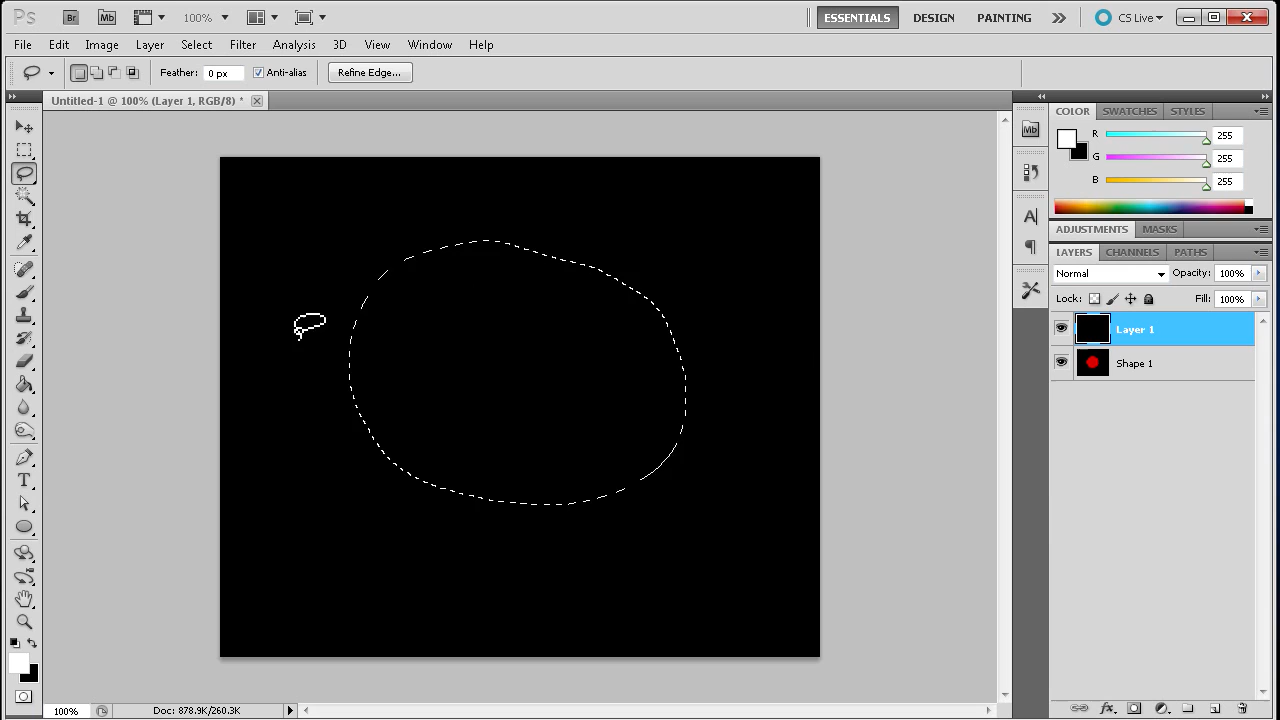 Ps Br Mb 100% ESSENTIALS DESIGN PAINTING CS Live
File Edit Image Layer Select Filter Analysis 3D View Window Help
Feather: 0 px Anti-alias Refine Edge...
Untitled-1 @ 100% (Layer 1, RGB/8) *
COLOR SWATCHES STYLES
Mb
R 255
G 255
B 255
A
ADJUSTMENTS MASKS
LAYERS CHANNELS PATHS
Normal Opacity: 100%
Lock: Fill: 100%
Layer 1
Shape 1
T
100% Doc: 878.9K/260.3K
fx